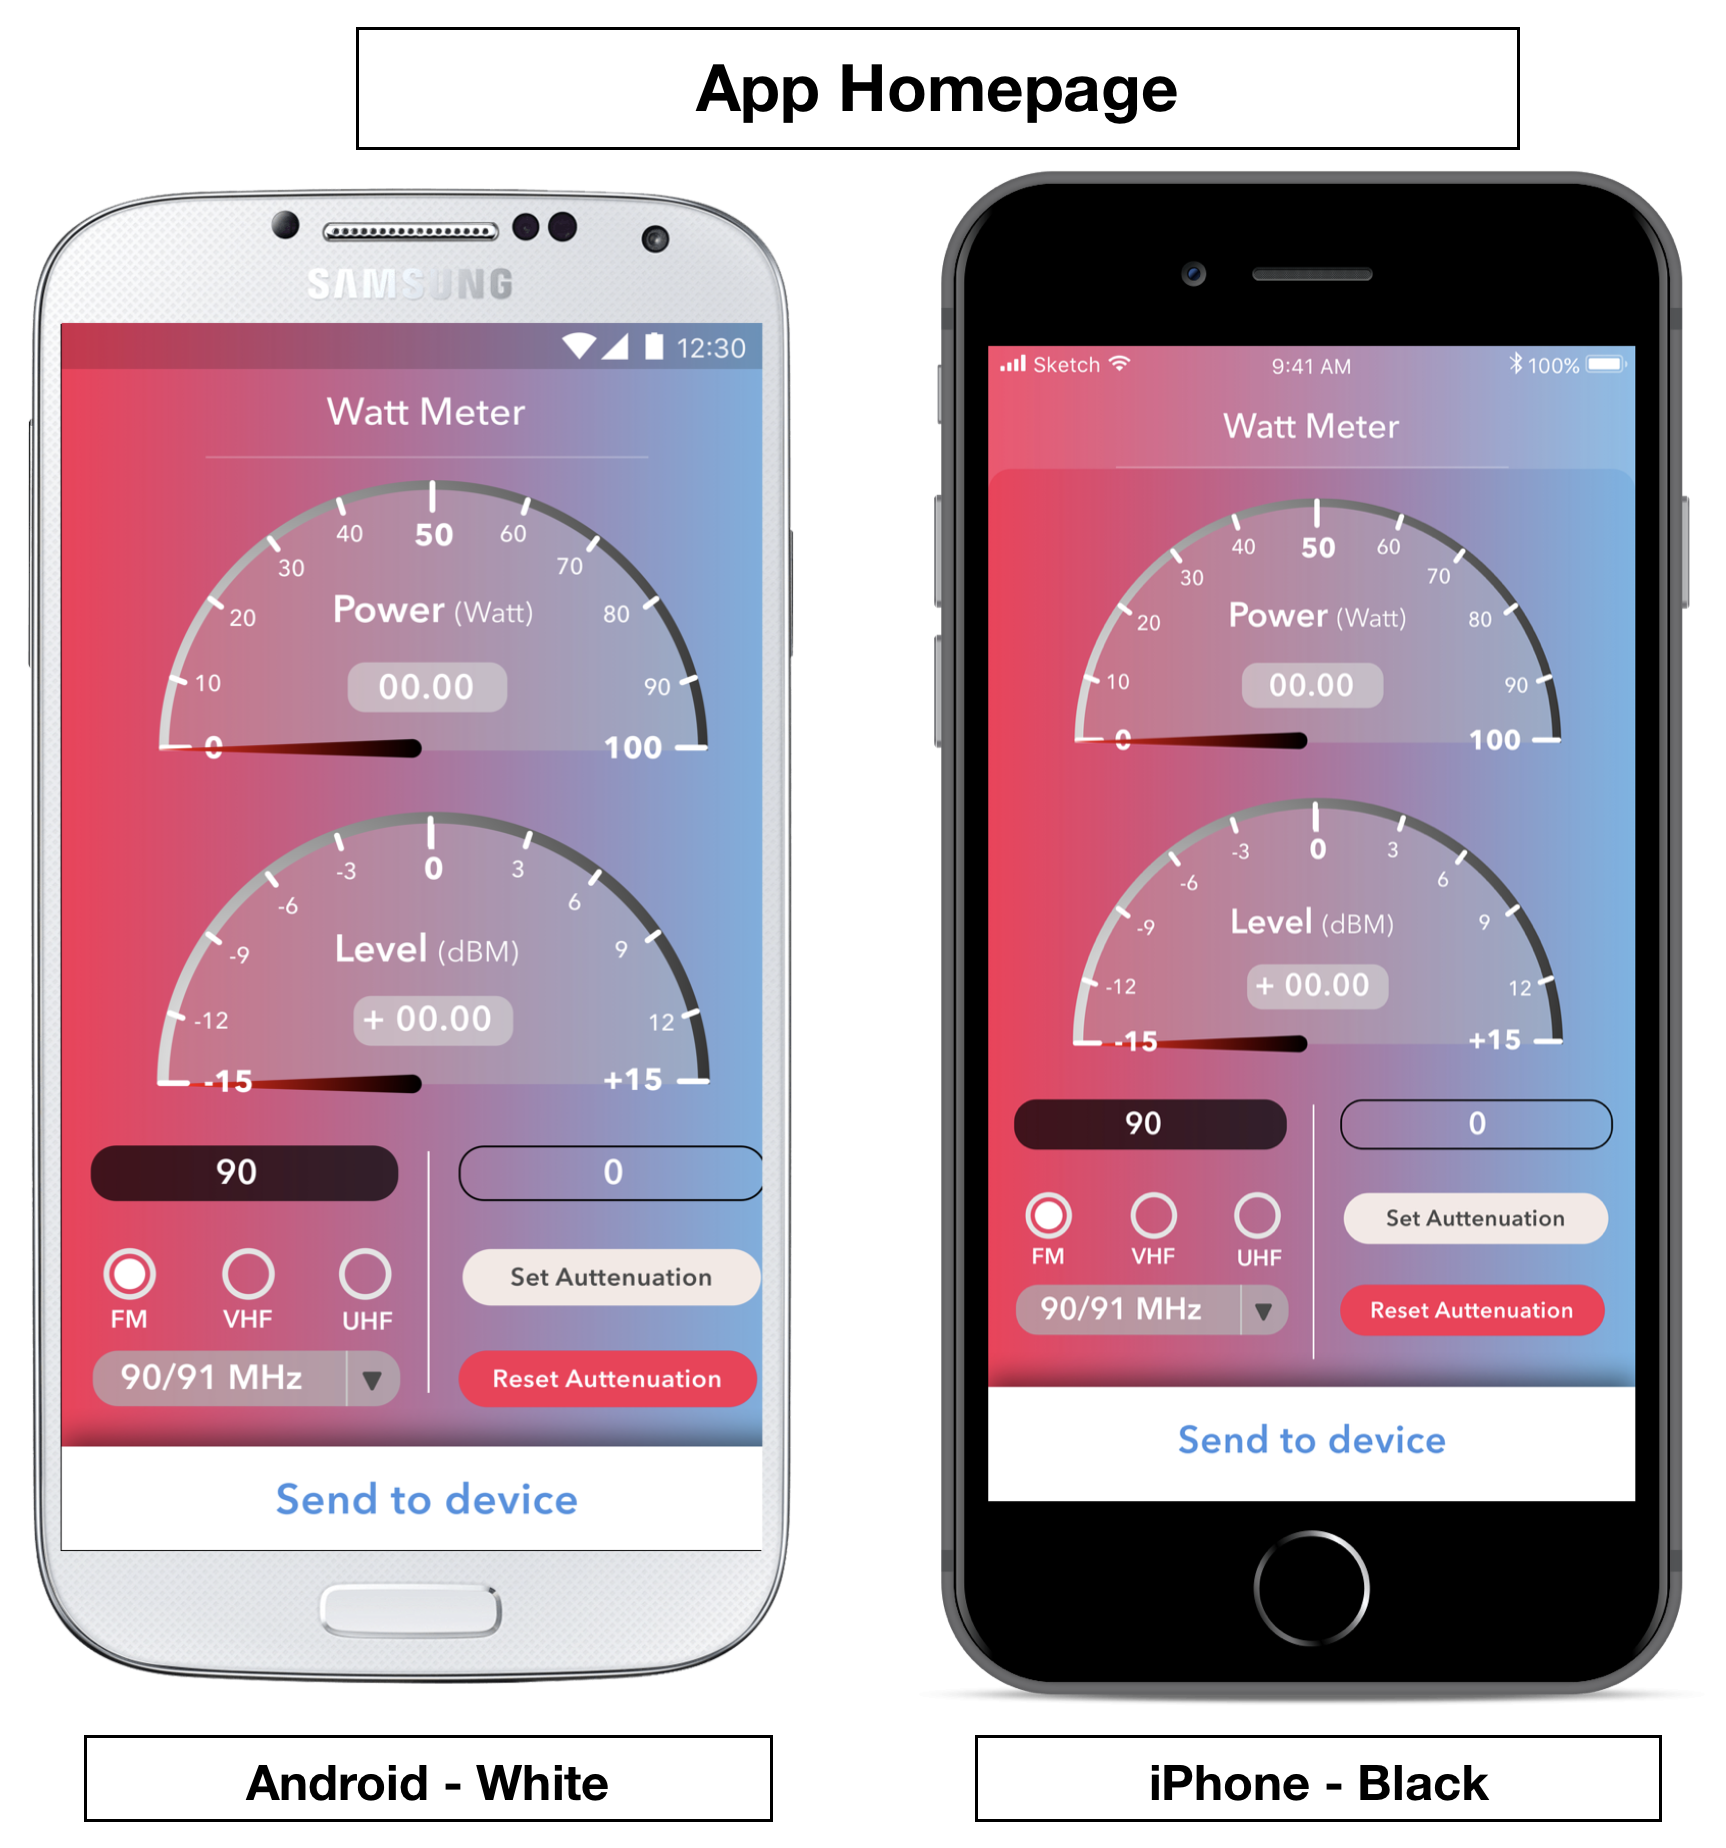 App Homepage
SAMSUNG
12:30
Watt Meter
40 50 60
30 70
20 Power (Watt) 80
10 00.00 90
0 100
-3 0 3
-6 6
-9 Level (dBM) 9
-12 + 00.00 12
-15 +15
90 0
FM VHF UHF
Set Auttenuation
90/91 MHz
Reset Auttenuation
Send to device
Android - White
Sketch 9:41 AM 100%
Watt Meter
40 50 60
30 70
20 Power (Watt) 80
10 00.00 90
0 100
-3 0 3
-6 6
-9 Level (dBM) 9
-12 + 00.00 12
-15 +15
90 0
FM VHF UHF
Set Auttenuation
90/91 MHz
Reset Auttenuation
Send to device
iPhone - Black